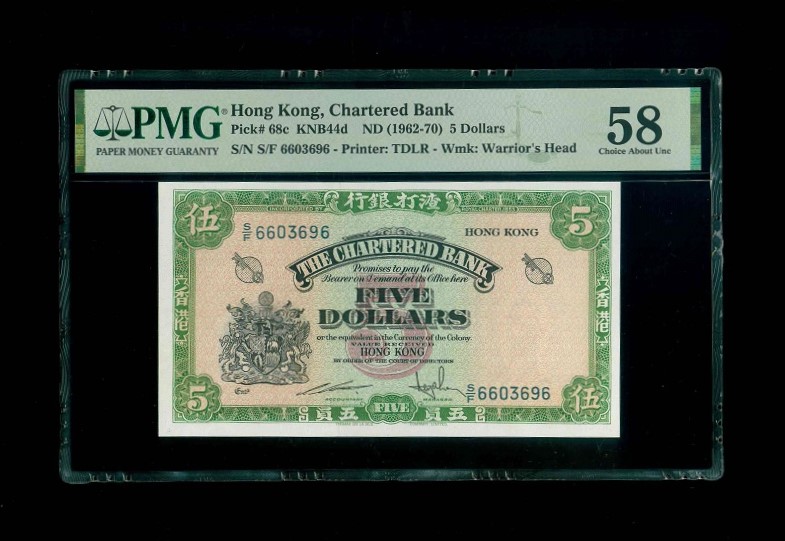 PMG®
PAPER MONEY GUARANTY
Hong Kong, Chartered Bank
Pick# 68c KNB44d ND (1962-70) 5 Dollars
S/N S/F 6603696 - Printer: TDLR - Wmk: Warrior's Head
58
Choice About Unc
行銀打渣
伍
5
S/F 6603696
HONG KONG
THE CHARTERED BANK
Promises to pay the
Bearer on Demand at its Office here
FIVE
DOLLARS
or the equivalent in the Currency of the Colony
VALUE RECEIVED
HONG KONG
BY ORDER OF THE COURT OF DIRECTORS
香港
香港
ACCOUNTANT
MANAGER
S/F 6603696
5
員五
FIVE
員五
伍